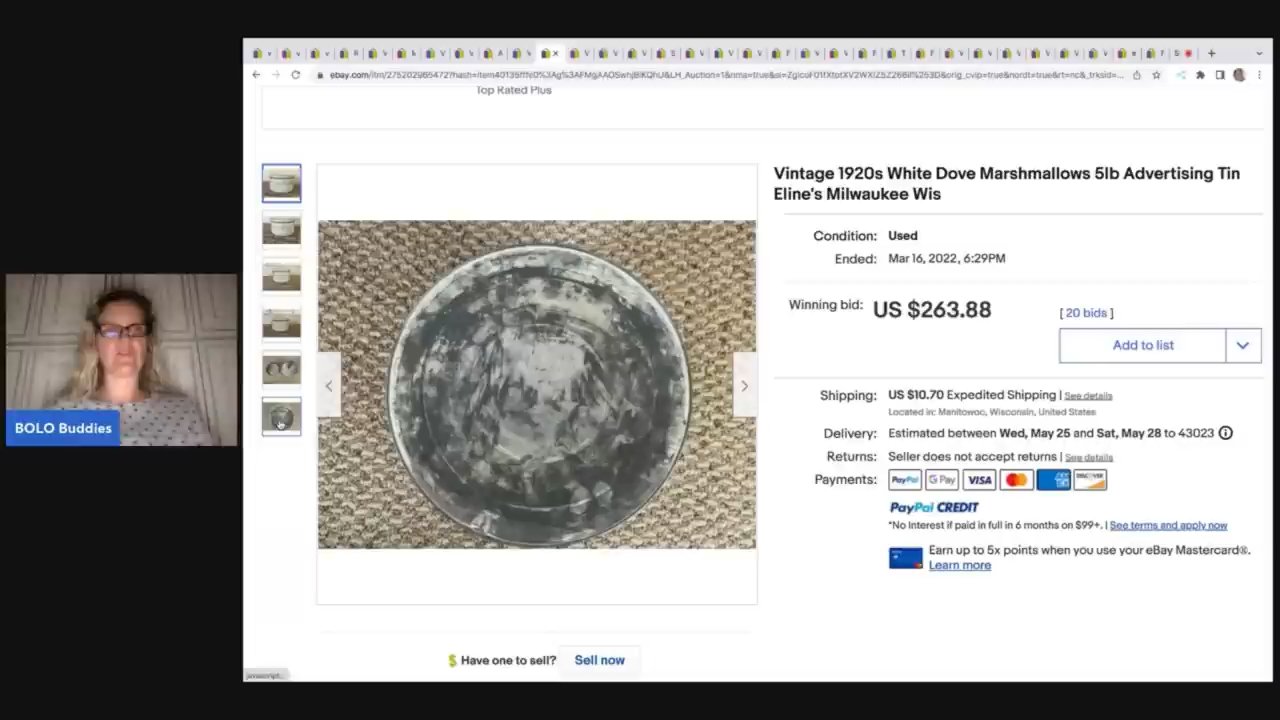 Top Rated Plus
Vintage 1920s White Dove Marshmallows 5lb Advertising Tin
Eline's Milwaukee Wis
Condition: Used
Ended: Mar 16, 2022, 6:29PM
Winning bid: US $263.88
[ 20 bids ]
Add to list
Shipping: US $10.70 Expedited Shipping | See details
Located in: Manitowoc, Wisconsin, United States
Delivery: Estimated between Wed, May 25 and Sat, May 28 to 43023
Returns: Seller does not accept returns | See details
Payments: PayPal G Pay VISA DISCOVER
PayPal CREDIT
*No Interest if paid in full in 6 months on $99+. | See terms and apply now
Earn up to 5x points when you use your eBay Mastercard®.
Learn more
Have one to sell? Sell now
BOLO Buddies